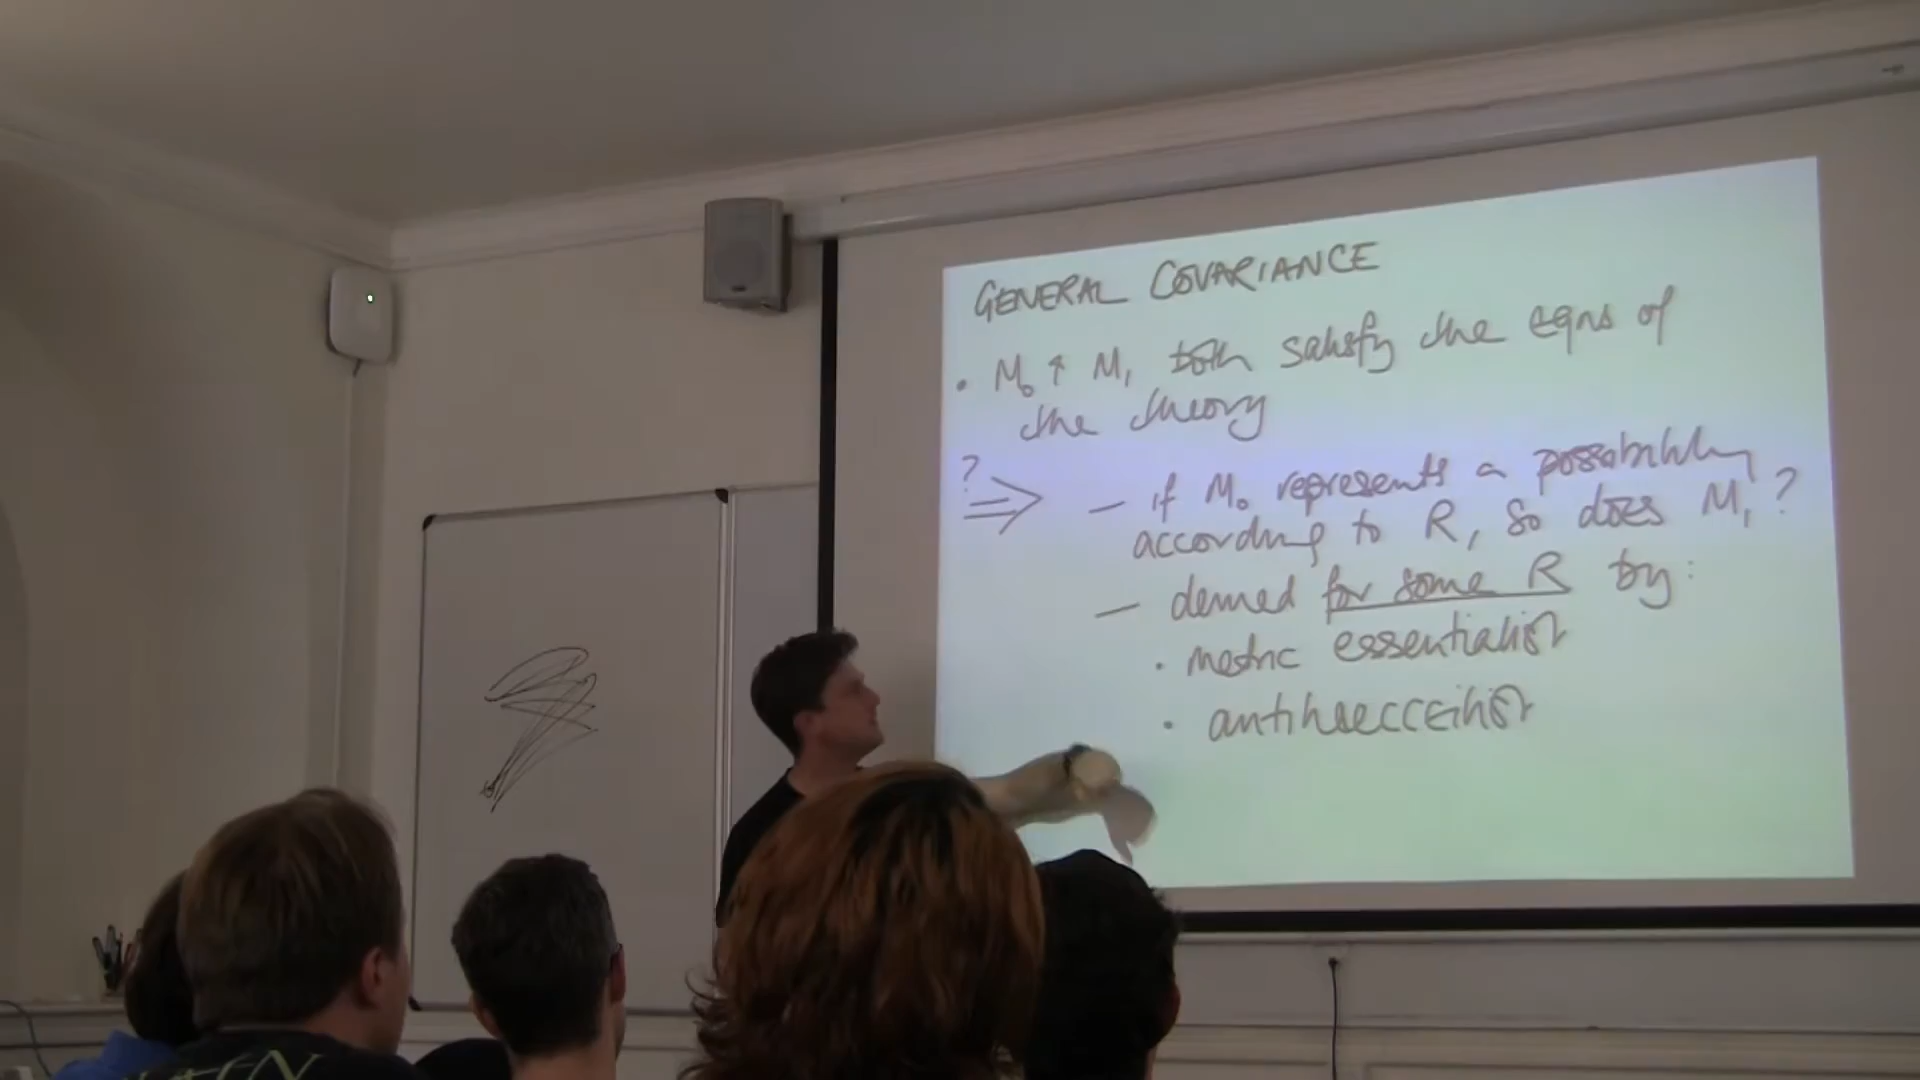 GENERAL COVARIANCE
• M₀ & M₁ both satisfy the eqns of
the theory
?
⇒ — if M₀ represents a possibility
according to R, so does M₁?
— denied for some R by:
• metric essentialist
• antihaecceitist